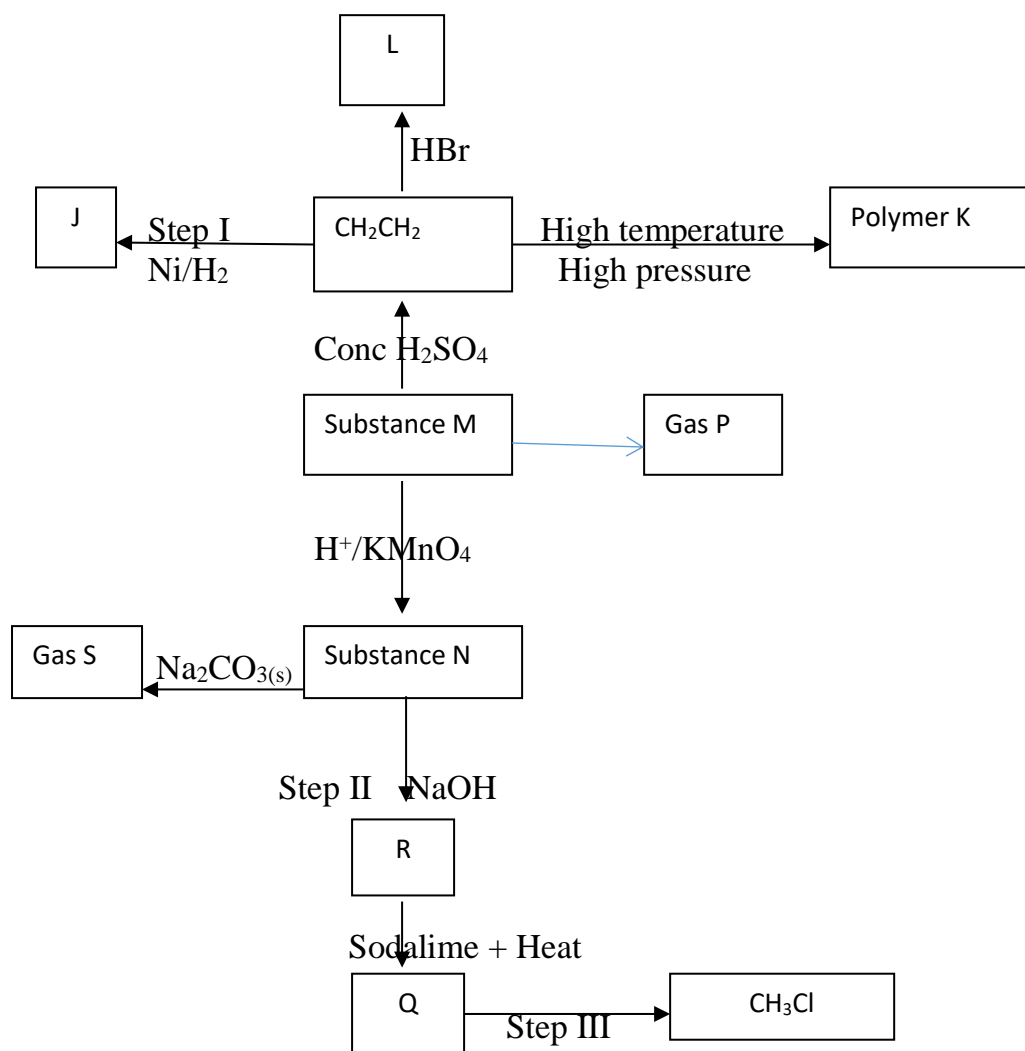 L
HBr
J
Step I
CH₂CH₂
High temperature
Polymer K
Ni/H₂
High pressure
Conc H₂SO₄
Substance M
Gas P
H⁺/KMnO₄
Gas S
Na₂CO₃(s)
Substance N
Step II NaOH
R
Sodalime + Heat
Q
Step III
CH₃Cl